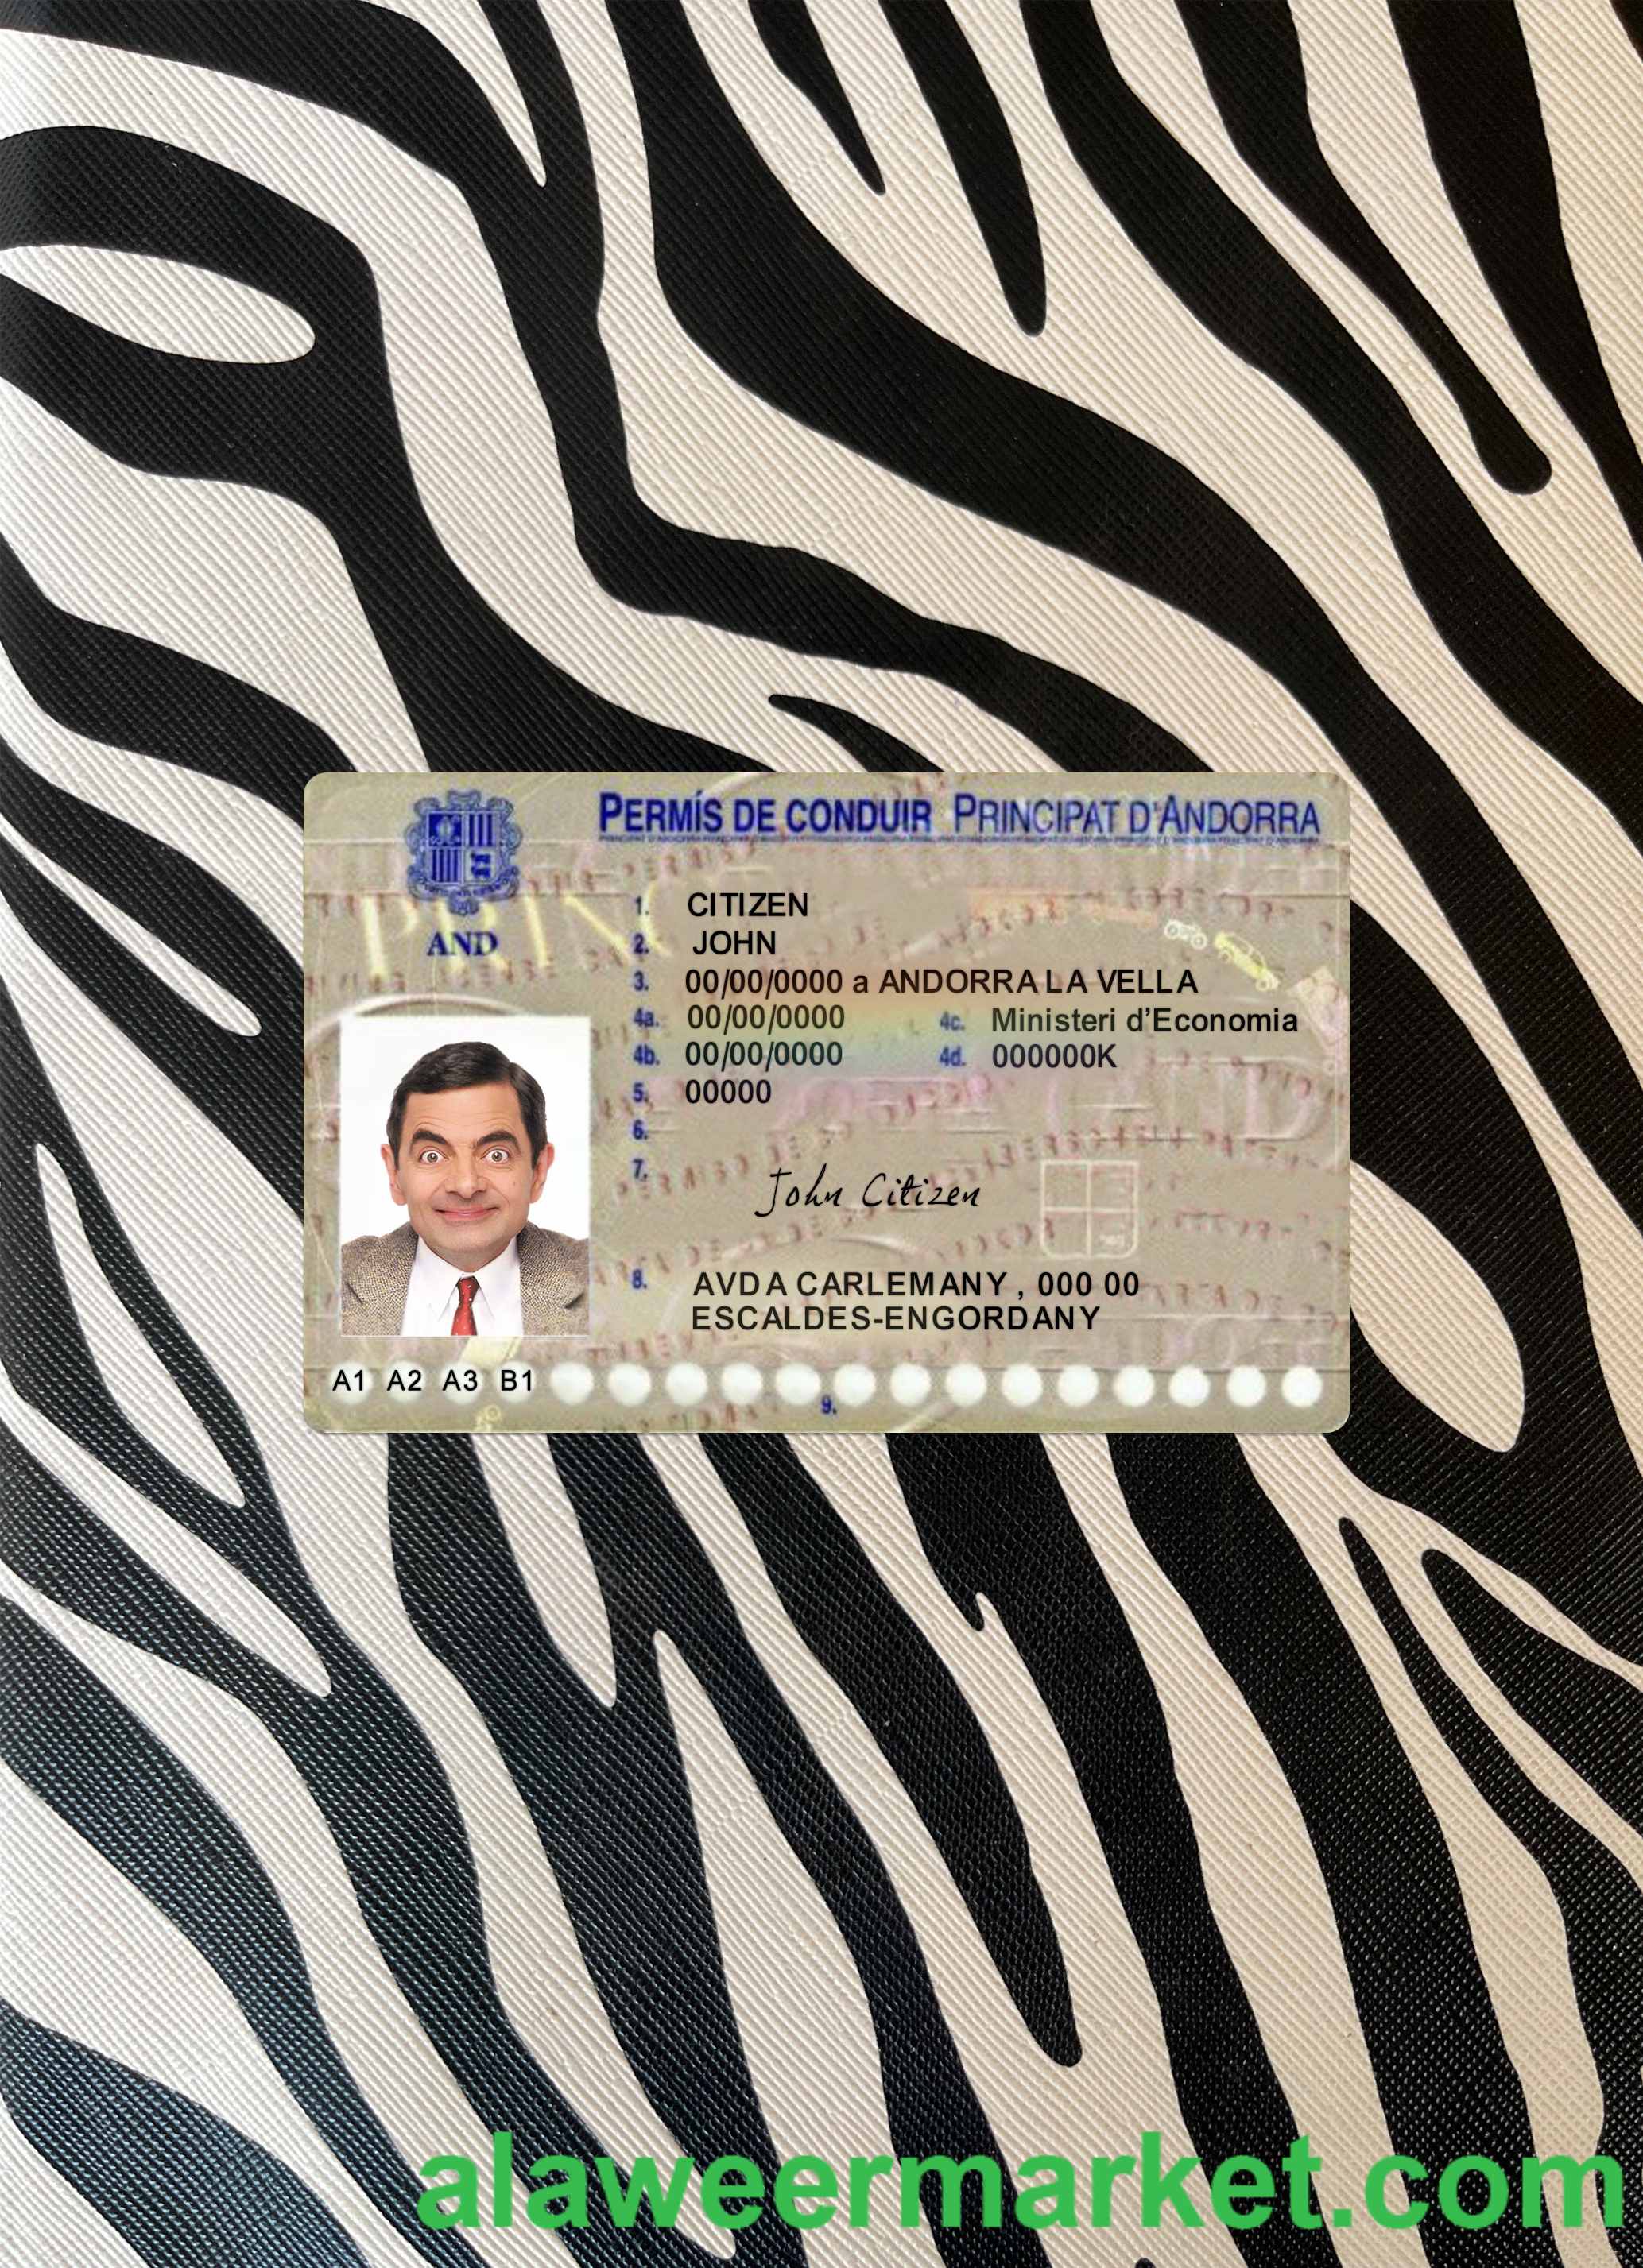 PERMÍS DE CONDUIR PRINCIPAT D'ANDORRA
AND
1. CITIZEN
2. JOHN
3. 00/00/0000 a ANDORRA LA VELLA
4a. 00/00/0000 4c. Ministeri d’Economia
4b. 00/00/0000 4d. 000000K
5. 00000
6.
7. John Citizen
8. AVDA CARLEMANY, 000 00
ESCALDES-ENGORDANY
A1 A2 A3 B1
9.
alaweermarket.com